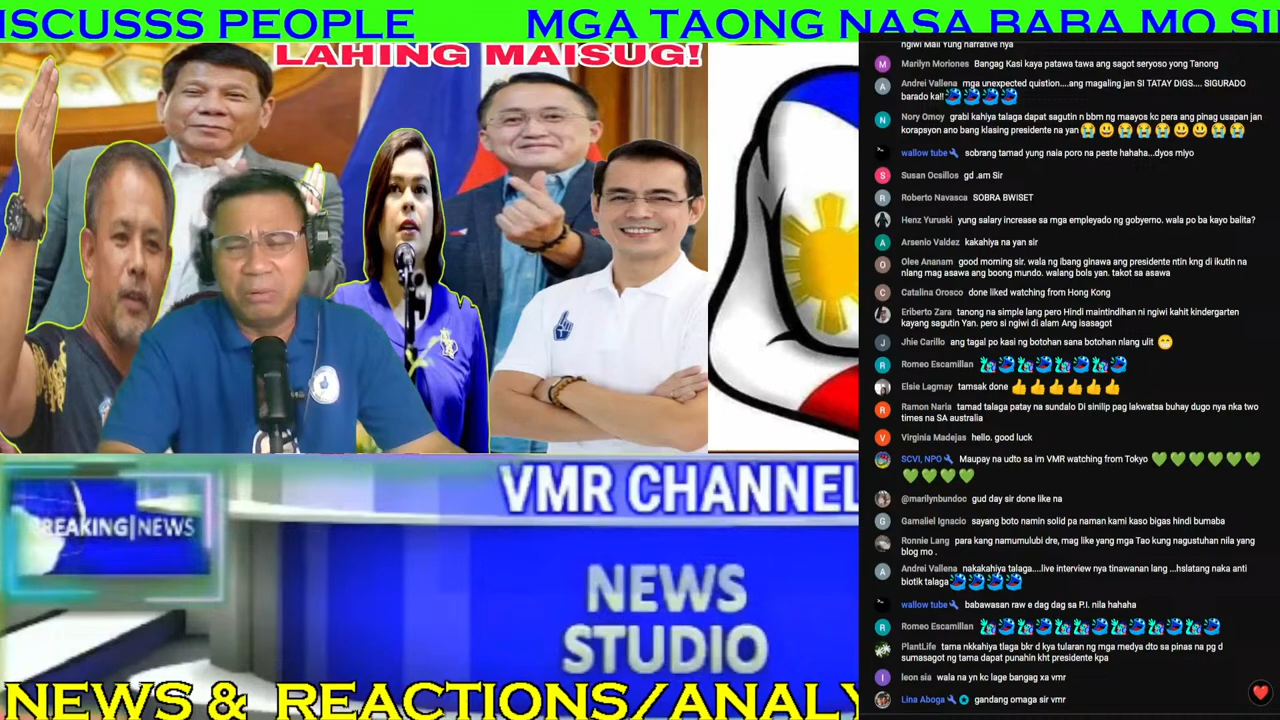 ISCUSSS PEOPLE MGA TAONG NASA BABA MO SI
LAHING MAISUG!
BREAKING|NEWS
VMR CHANNEL
NEWS
STUDIO
NEWS & REACTIONS/ANALY
ngiwi Mali Yung narrative nya
Marilyn Moriones Bangag Kasi kaya patawa tawa ang sagot seryoso yong Tanong
Andrei Vallena mga unexpected quistion....ang magaling jan SI TATAY DIGS.... SIGURADO
barado ka!!
Nory Omoy grabi kahiya talaga dapat sagutin n bbm ng maayos kc pera ang pinag usapan jan
korapsyon ano bang klasing presidente na yan😭😃😭😭😭😃😃😭😭
wallow tube sobrang tamad yung naia poro na peste hahaha...dyos miyo
Susan Ocsillos gd .am Sir
Roberto Navasca SOBRA BWISET
Henz Yuruski yung salary increase sa mga empleyado ng gobyerno. wala po ba kayo balita?
Arsenio Valdez kakahiya na yan sir
Olee Ananam good morning sir. wala ng ibang ginawa ang presidente ntin kng di ikutin na
nlang mag asawa ang boong mundo. walang bols yan. takot sa asawa
Catalina Orosco done liked watching from Hong Kong
Eriberto Zara tanong na simple lang pero Hindi maintindihan ni ngiwi kahit kindergarten
kayang sagutin Yan. pero si ngiwi di alam Ang isasagot
Jhie Carillo ang tagal po kasi ng botohan sana botohan nlang ulit 😁
Romeo Escamillan
Elsie Lagmay tamsak done 👍👍👍👍👍👍
Ramon Naria tamad talaga patay na sundalo Di sinilip pag lakwatsa buhay dugo nya nka two
times na SA australia
Virginia Madejas hello. good luck
SCVI, NPO Maupay na udto sa im VMR watching from Tokyo 💚💚💚💚💚💚
💚💚💚💚
@marilynbundoc gud day sir done like na
Gamaliel Ignacio sayang boto namin solid pa naman kami kaso bigas hindi bumaba
Ronnie Lang para kang namumulubi dre, mag like yang mga Tao kung nagustuhan nila yang
blog mo .
Andrei Vallena nakakahiya talaga....live interview nya tinawanan lang ...hslatang naka anti
biotik talaga
wallow tube babawasan raw e dag dag sa P.I. nila hahaha
Romeo Escamillan
PlantLife tama nkkahiya tlaga bkr d kya tularan ng mga medya dto sa pinas na pg d
sumasagot ng tama dapat punahin kht presidente kpa
leon sia wala na yn kc lage bangag xa vmr
Lina Aboga gandang omaga sir vmr